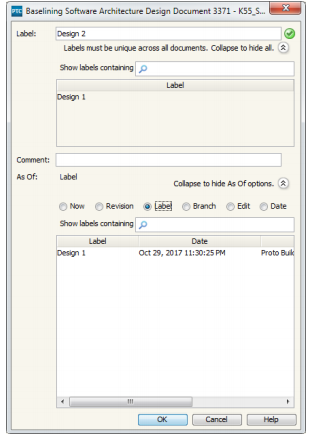 PTC Baselining Software Architecture Design Document 3371 - K55_S...
Label: Design 2
Labels must be unique across all documents. Collapse to hide all.
Show labels containing
Label
Design 1
Comment:
As Of: Label
Collapse to hide As Of options.
Now Revision Label Branch Edit Date
Show labels containing
Label Date
Design 1 Oct 29, 2017 11:30:25 PM Proto Buil
OK Cancel Help